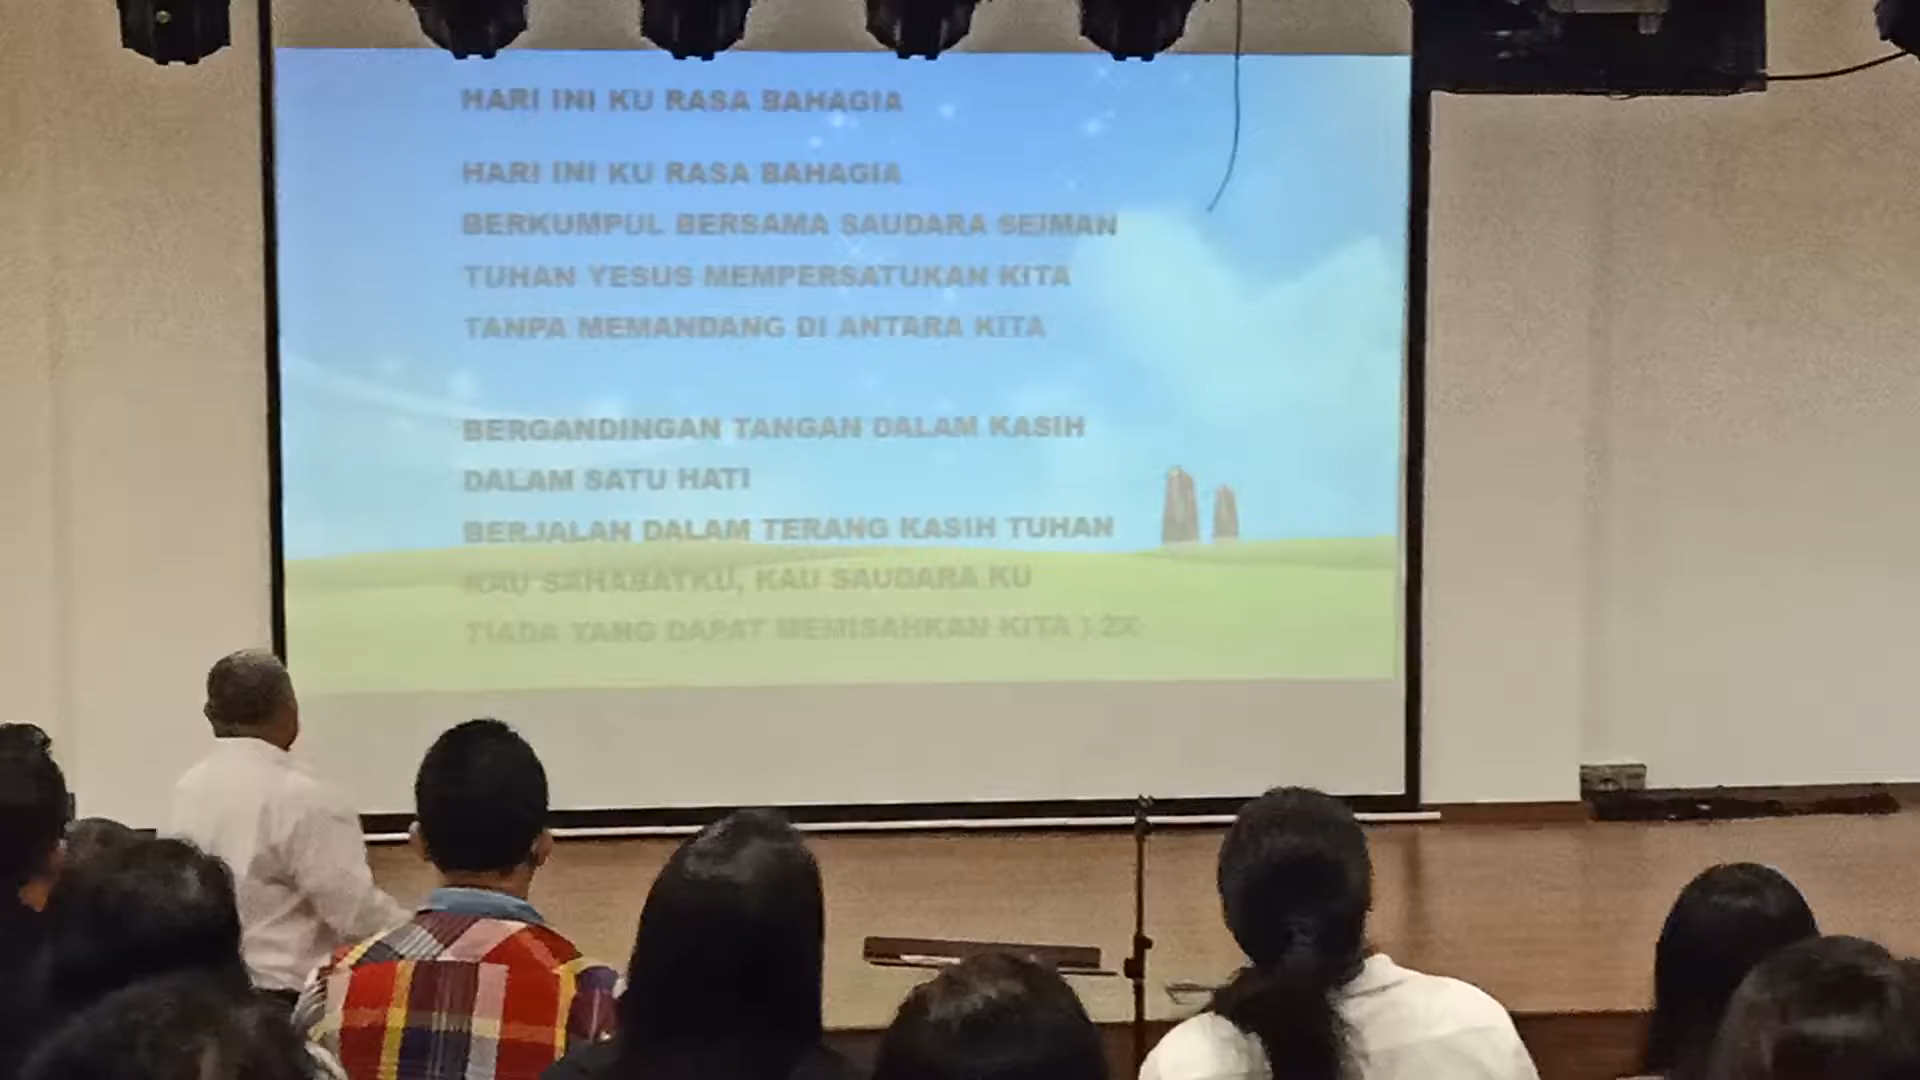 HARI INI KU RASA BAHAGIA
HARI INI KU RASA BAHAGIA
BERKUMPUL BERSAMA SAUDARA SEIMAN
TUHAN YESUS MEMPERSATUKAN KITA
TANPA MEMANDANG DI ANTARA KITA
BERGANDINGAN TANGAN DALAM KASIH
DALAM SATU HATI
BERJALAN DALAM TERANG KASIH TUHAN
KAU SAHABATKU, KAU SAUDARA KU
TIADA YANG DAPAT MEMISAHKAN KITA ) 2X